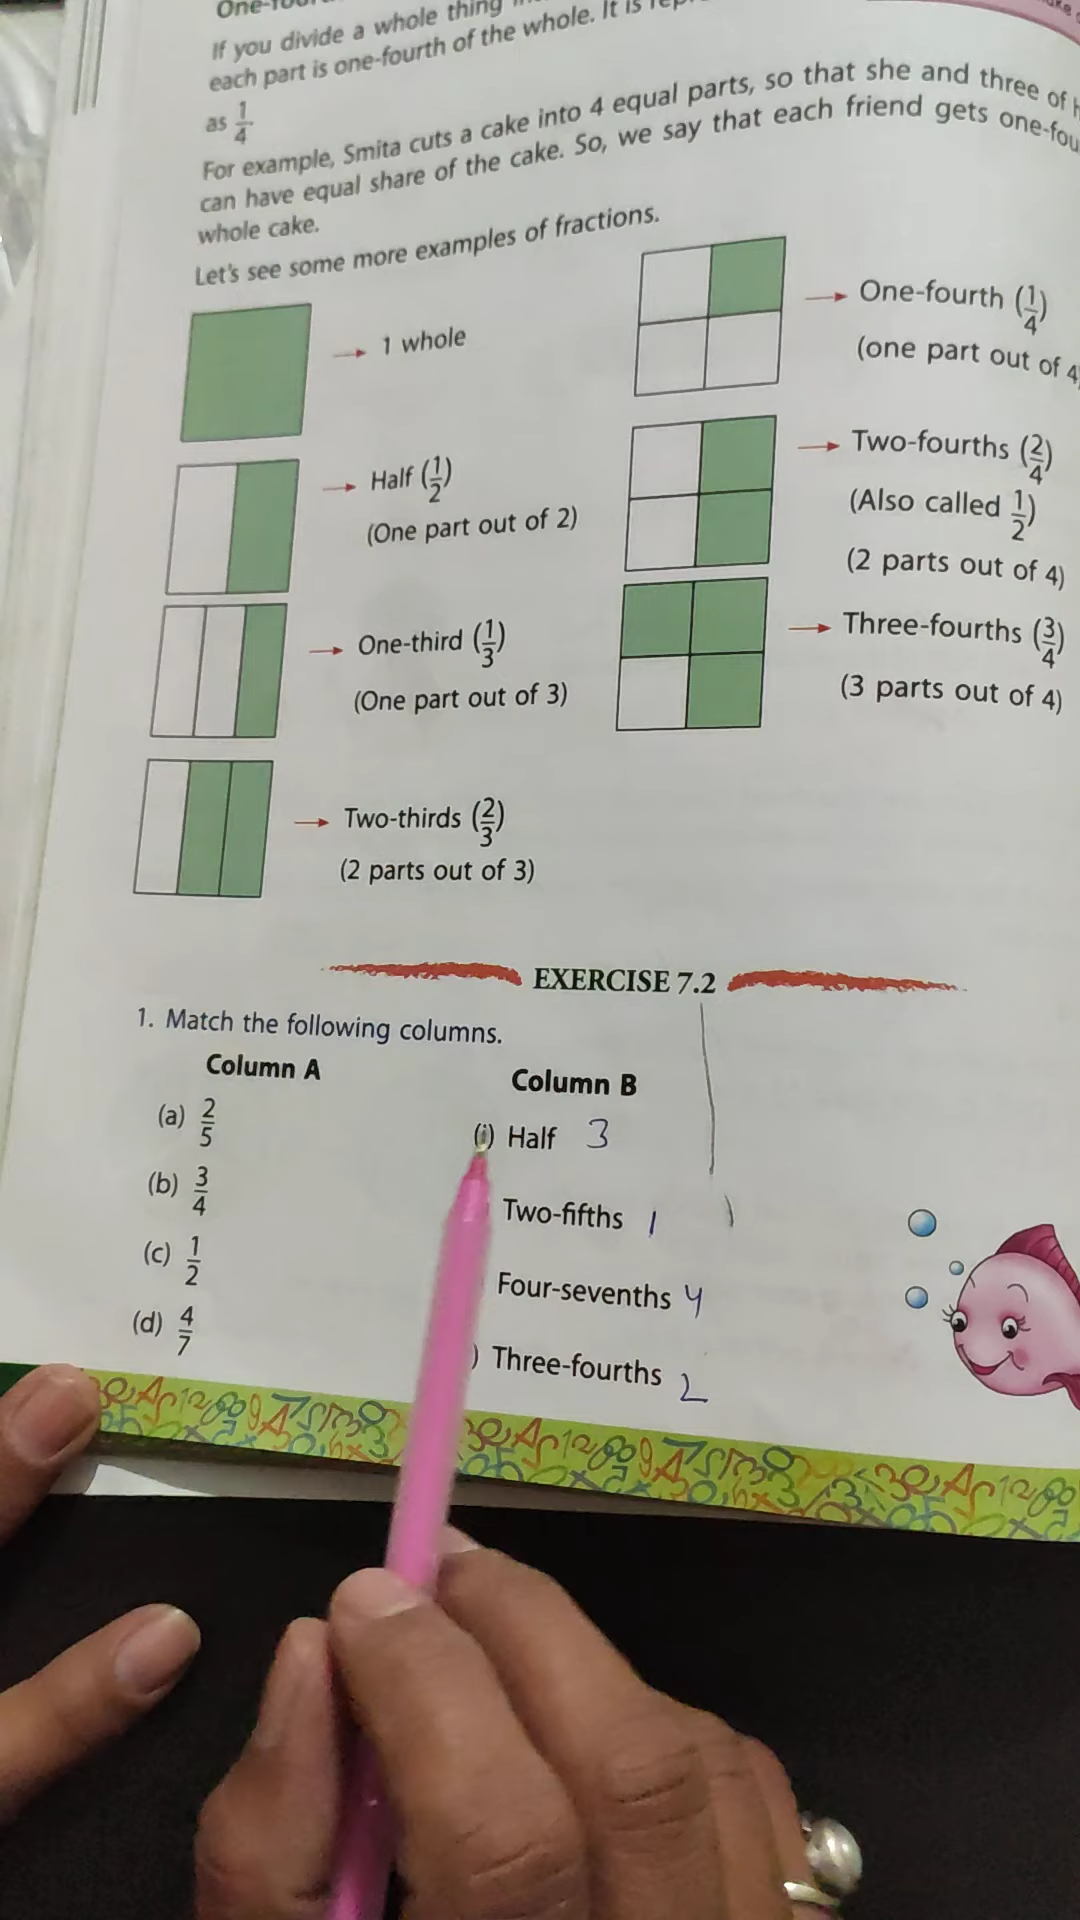 If you divide a whole thing
each part is one-fourth of the whole. It is
as 1/4.
For example, Smita cuts a cake into 4 equal parts, so that she and three of
can have equal share of the cake. So, we say that each friend gets one-fou
whole cake.
Let's see some more examples of fractions.
→ 1 whole
→ Half (1/2)
(One part out of 2)
→ One-third (1/3)
(One part out of 3)
→ Two-thirds (2/3)
(2 parts out of 3)
→ One-fourth (1/4)
(one part out of 4
→ Two-fourths (2/4)
(Also called 1/2)
(2 parts out of 4)
→ Three-fourths (3/4)
(3 parts out of 4)
EXERCISE 7.2
1. Match the following columns.
Column A Column B
(a) 2/5 (i) Half 3
(b) 3/4 Two-fifths 1
(c) 1/2 Four-sevenths 4
(d) 4/7 ) Three-fourths 2